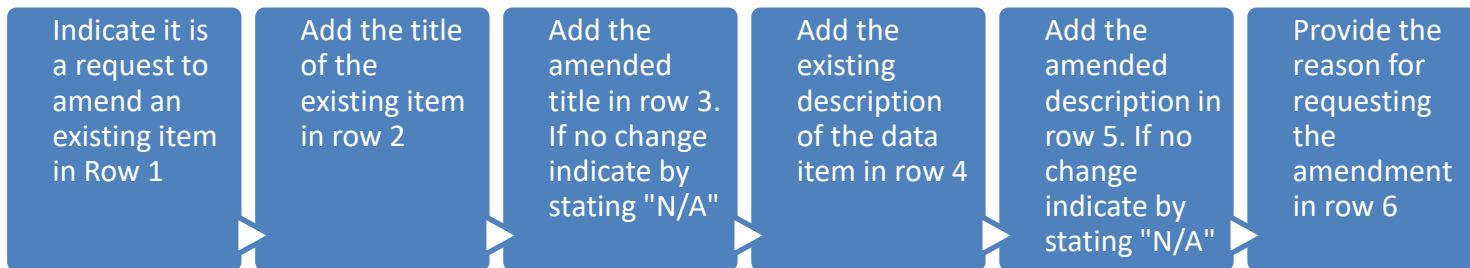 Indicate it is
a request to
amend an
existing item
in Row 1
Add the title
of the
existing item
in row 2
Add the
amended
title in row 3.
If no change
indicate by
stating "N/A"
Add the
existing
description
of the data
item in row 4
Add the
amended
description in
row 5. If no
change
indicate by
stating "N/A"
Provide the
reason for
requesting
the
amendment
in row 6